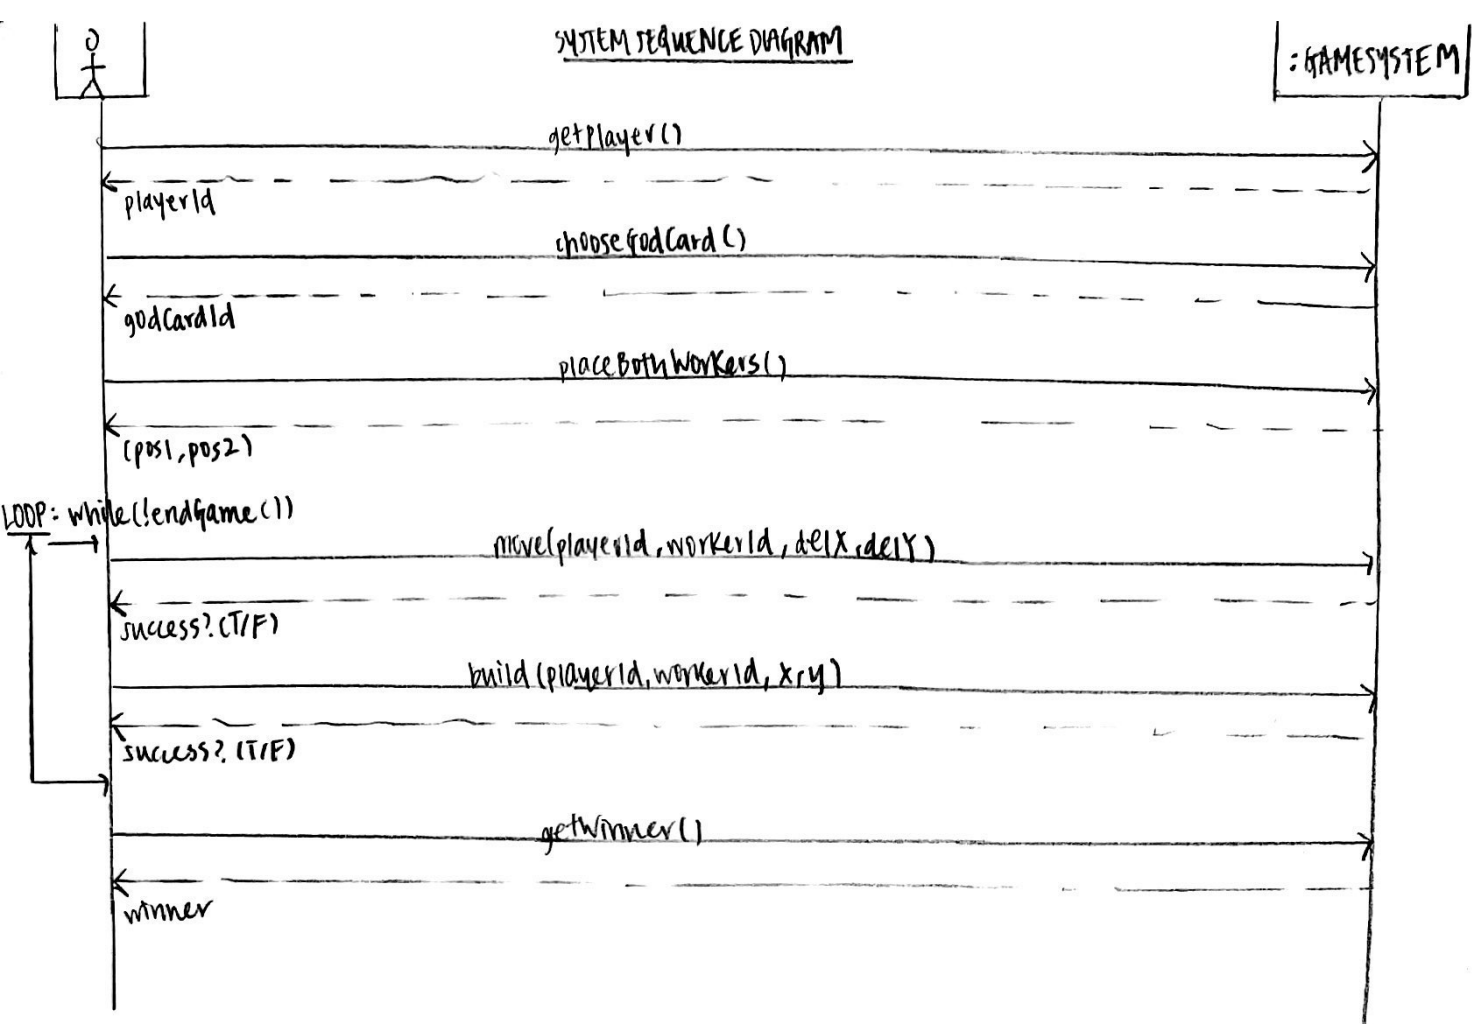 SYSTEM SEQUENCE DIAGRAM
:GAMESYSTEM
getPlayer()
playerId
chooseGodCard()
godCardId
placeBothWorkers()
(pos1,pos2)
LOOP: while(!endGame())
move(playerId, workerId, delX, delY)
success? (T/F)
build(playerId, workerId, x, y)
success? (T/F)
getWinner()
winner